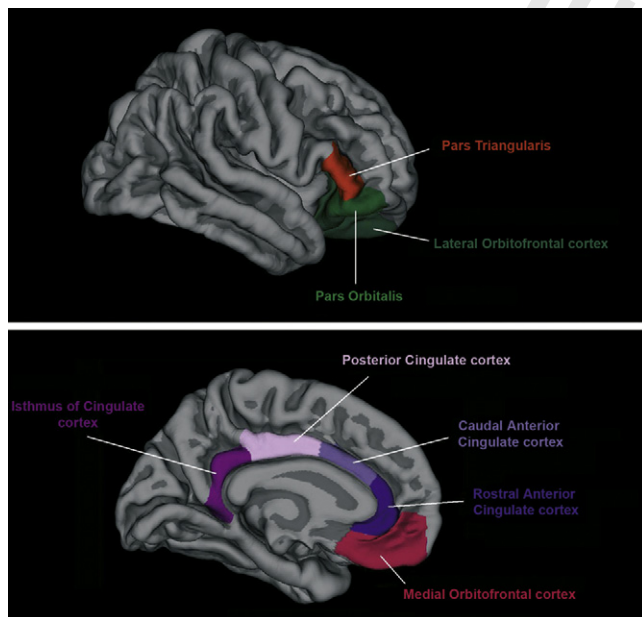 Pars Triangularis
Lateral Orbitofrontal cortex
Pars Orbitalis
Posterior Cingulate cortex
Isthmus of Cingulate
cortex
Caudal Anterior
Cingulate cortex
Rostral Anterior
Cingulate cortex
Medial Orbitofrontal cortex